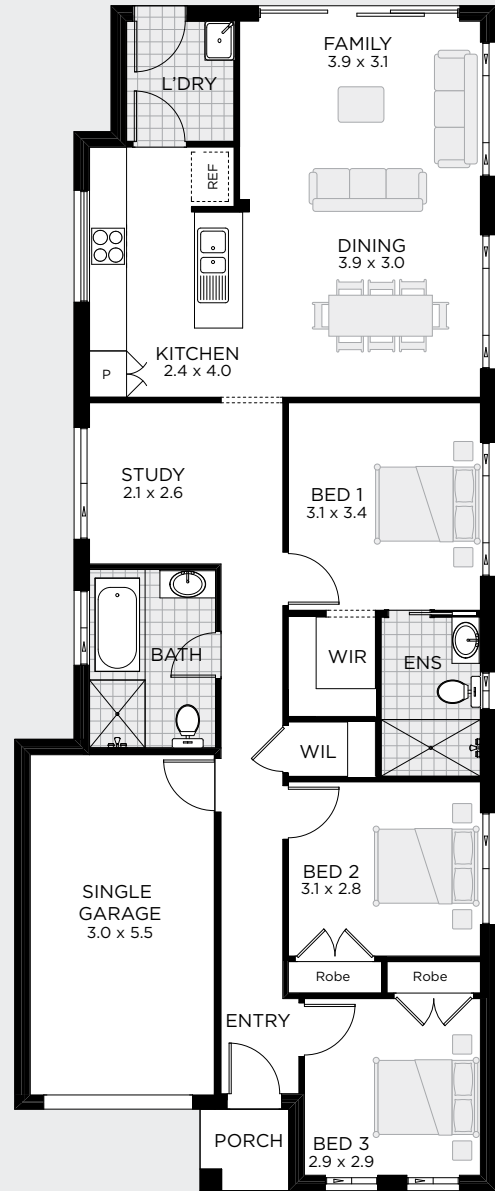 FAMILY
3.9 x 3.1
L'DRY
REF
DINING
3.9 x 3.0
KITCHEN
2.4 x 4.0
P
STUDY
2.1 x 2.6
BED 1
3.1 x 3.4
BATH
WIR
ENS
WIL
BED 2
3.1 x 2.8
SINGLE
GARAGE
3.0 x 5.5
Robe
Robe
ENTRY
PORCH
BED 3
2.9 x 2.9